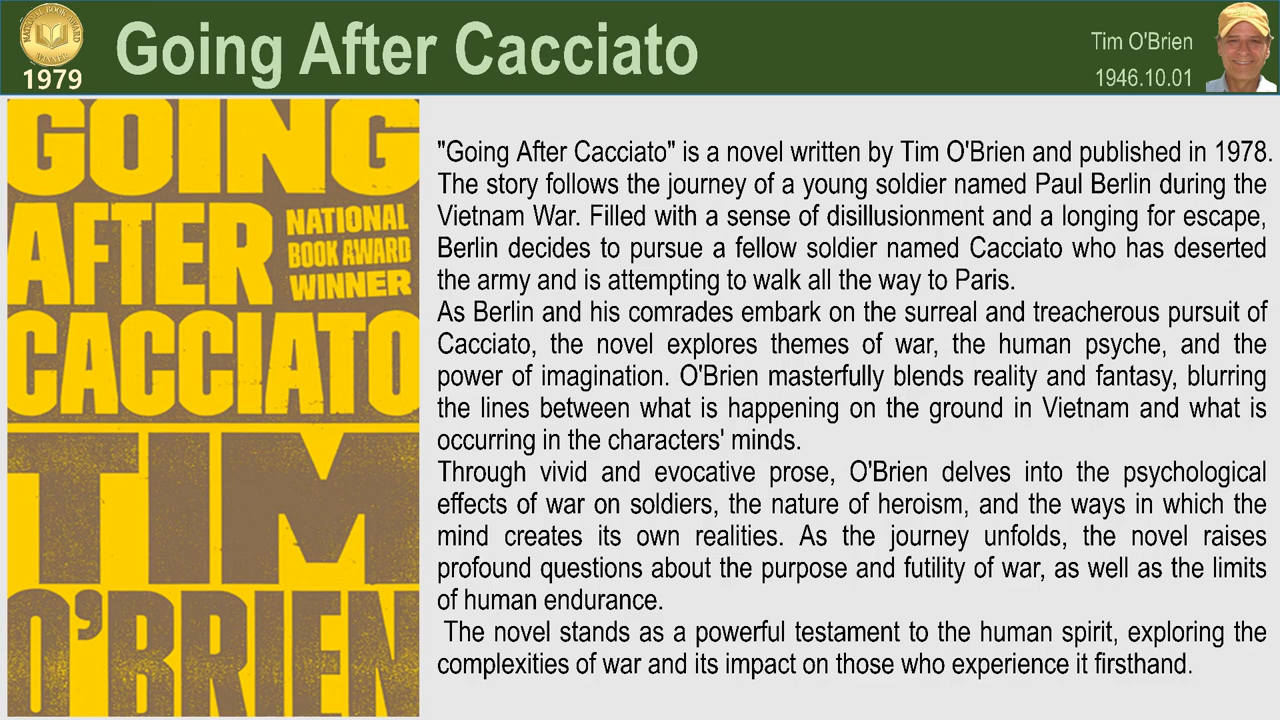 NATIONAL BOOK AWARD
WINNER
1979
Going After Cacciato
Tim O'Brien
1946.10.01
GOING
AFTER
NATIONAL
BOOK AWARD
WINNER
CACCIATO
TIM
O'BRIEN
"Going After Cacciato" is a novel written by Tim O'Brien and published in 1978.
The story follows the journey of a young soldier named Paul Berlin during the
Vietnam War. Filled with a sense of disillusionment and a longing for escape,
Berlin decides to pursue a fellow soldier named Cacciato who has deserted
the army and is attempting to walk all the way to Paris.
As Berlin and his comrades embark on the surreal and treacherous pursuit of
Cacciato, the novel explores themes of war, the human psyche, and the
power of imagination. O'Brien masterfully blends reality and fantasy, blurring
the lines between what is happening on the ground in Vietnam and what is
occurring in the characters' minds.
Through vivid and evocative prose, O'Brien delves into the psychological
effects of war on soldiers, the nature of heroism, and the ways in which the
mind creates its own realities. As the journey unfolds, the novel raises
profound questions about the purpose and futility of war, as well as the limits
of human endurance.
The novel stands as a powerful testament to the human spirit, exploring the
complexities of war and its impact on those who experience it firsthand.